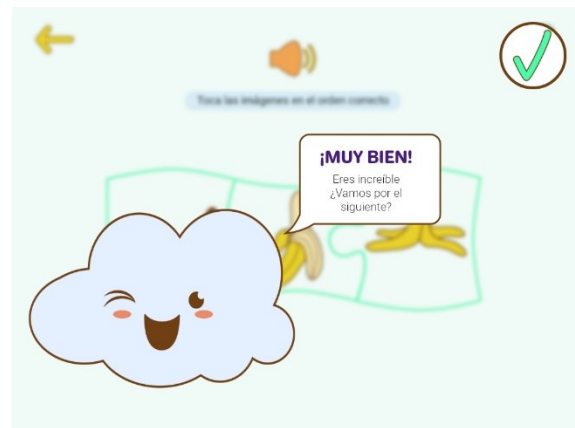 Toca las imágenes en el orden correcto
¡MUY BIEN!
Eres increíble
¿Vamos por el
siguiente?